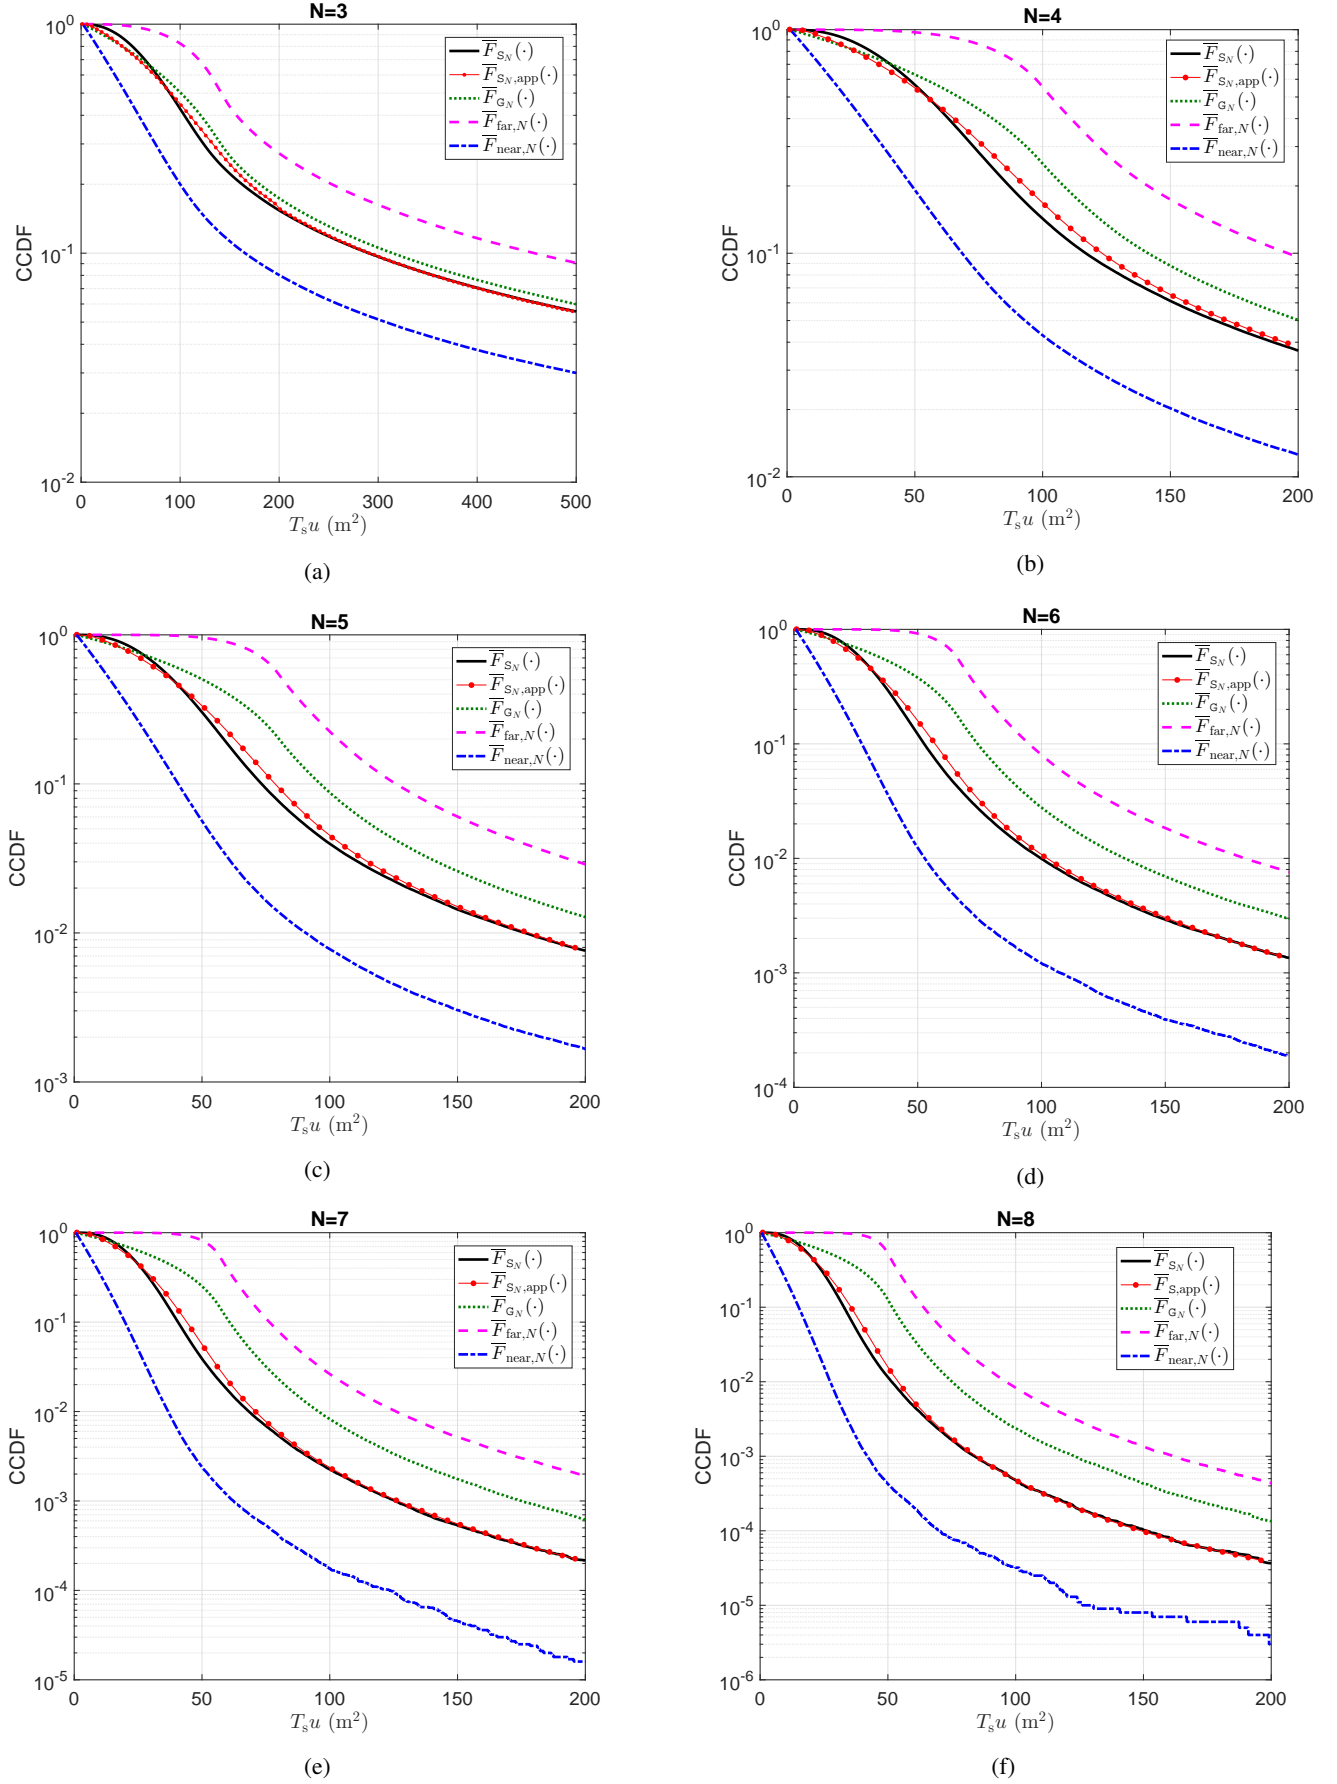 N=3
10^0
10^-1
10^-2
CCDF
0 100 200 300 400 500
T_s u (m^2)
F̅_{S_N}(·)
F̅_{S_N,app}(·)
F̅_{G_N}(·)
F̅_{far,N}(·)
F̅_{near,N}(·)
(a)
N=4
10^0
10^-1
10^-2
CCDF
0 50 100 150 200
T_s u (m^2)
F̅_{S_N}(·)
F̅_{S_N,app}(·)
F̅_{G_N}(·)
F̅_{far,N}(·)
F̅_{near,N}(·)
(b)
N=5
10^0
10^-1
10^-2
10^-3
CCDF
0 50 100 150 200
T_s u (m^2)
F̅_{S_N}(·)
F̅_{S_N,app}(·)
F̅_{G_N}(·)
F̅_{far,N}(·)
F̅_{near,N}(·)
(c)
N=6
10^0
10^-1
10^-2
10^-3
10^-4
CCDF
0 50 100 150 200
T_s u (m^2)
F̅_{S_N}(·)
F̅_{S_N,app}(·)
F̅_{G_N}(·)
F̅_{far,N}(·)
F̅_{near,N}(·)
(d)
N=7
10^0
10^-1
10^-2
10^-3
10^-4
10^-5
CCDF
0 50 100 150 200
T_s u (m^2)
F̅_{S_N}(·)
F̅_{S_N,app}(·)
F̅_{G_N}(·)
F̅_{far,N}(·)
F̅_{near,N}(·)
(e)
N=8
10^0
10^-1
10^-2
10^-3
10^-4
10^-5
10^-6
CCDF
0 50 100 150 200
T_s u (m^2)
F̅_{S_N}(·)
F̅_{S,app}(·)
F̅_{G_N}(·)
F̅_{far,N}(·)
F̅_{near,N}(·)
(f)